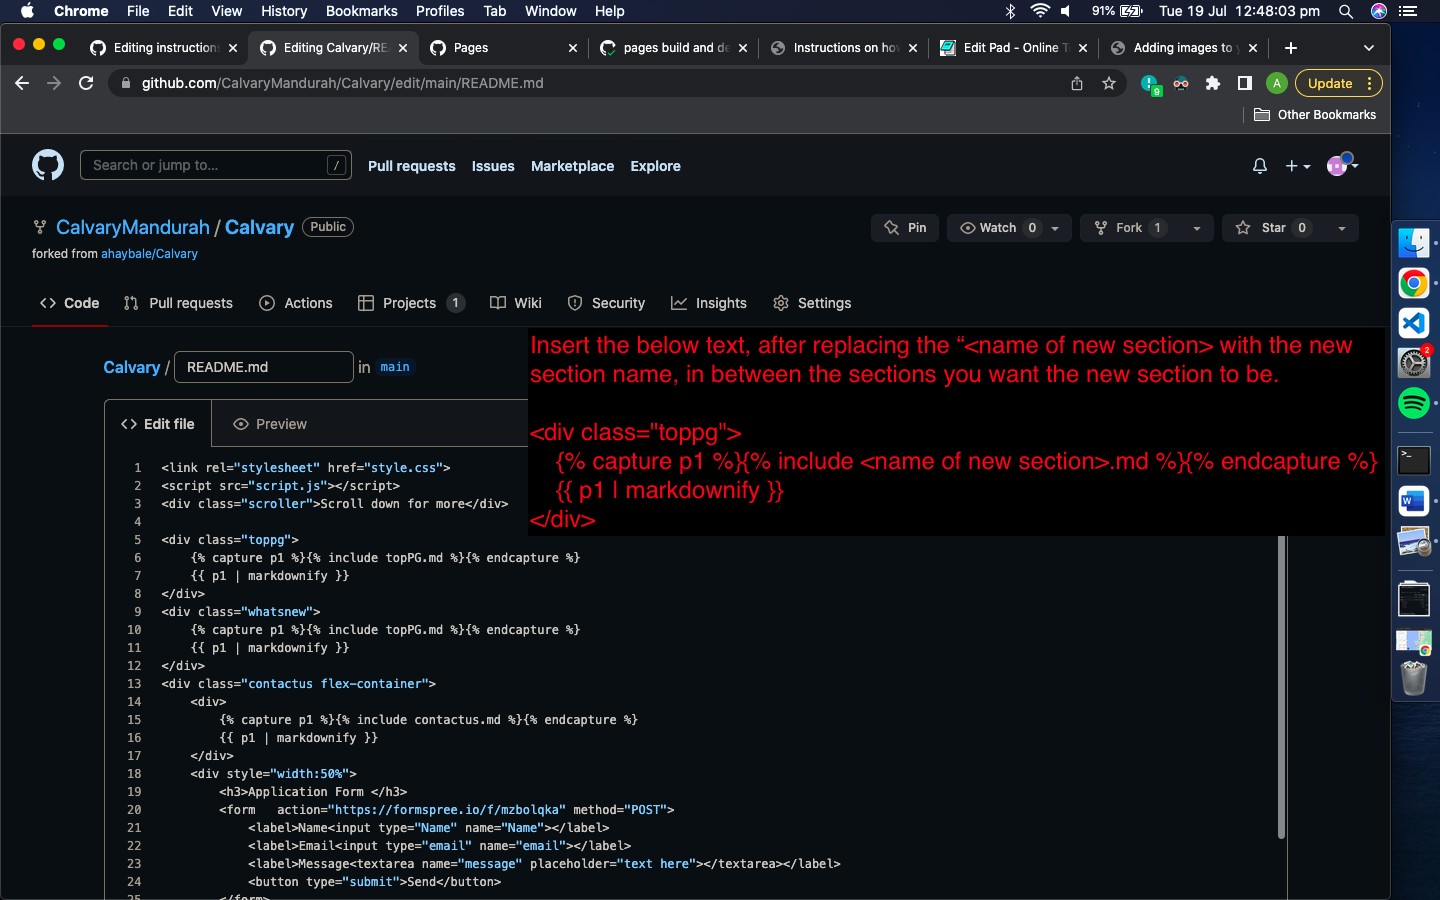 Chrome File Edit View History Bookmarks Profiles Tab Window Help 91% Tue 19 Jul 12:48:03 pm
Editing instruction Editing Calvary/RE Pages pages build and de Instructions on how Edit Pad - Online T Adding images to y
github.com/CalvaryMandurah/Calvary/edit/main/README.md 9 A Update
Other Bookmarks
Search or jump to... / Pull requests Issues Marketplace Explore
CalvaryMandurah / Calvary Public Pin Watch 0 Fork 1 Star 0
forked from ahaybale/Calvary
<> Code Pull requests Actions Projects 1 Wiki Security Insights Settings
Insert the below text, after replacing the “<name of new section> with the new
section name, in between the sections you want the new section to be.
<div class="toppg">
{% capture p1 %}{% include <name of new section>.md %}{% endcapture %}
{{ p1 | markdownify }}
</div>
Calvary / README.md in main
<> Edit file Preview
1 <link rel="stylesheet" href="style.css">
2 <script src="script.js"></script>
3 <div class="scroller">Scroll down for more</div>
4
5 <div class="toppg">
6 {% capture p1 %}{% include topPG.md %}{% endcapture %}
7 {{ p1 | markdownify }}
8 </div>
9 <div class="whatsnew">
10 {% capture p1 %}{% include topPG.md %}{% endcapture %}
11 {{ p1 | markdownify }}
12 </div>
13 <div class="contactus flex-container">
14 <div>
15 {% capture p1 %}{% include contactus.md %}{% endcapture %}
16 {{ p1 | markdownify }}
17 </div>
18 <div style="width:50%">
19 <h3>Application Form </h3>
20 <form action="https://formspree.io/f/mzbolqka" method="POST">
21 <label>Name<input type="Name" name="Name"></label>
22 <label>Email<input type="email" name="email"></label>
23 <label>Message<textarea name="message" placeholder="text here"></textarea></label>
24 <button type="submit">Send</button>
25 </form>
2
>_
W